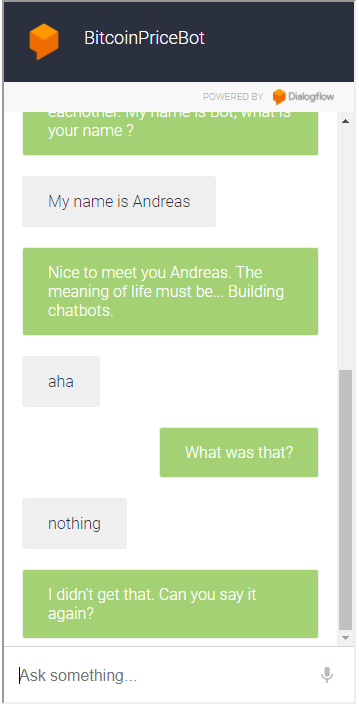 BitcoinPriceBot
POWERED BY Dialogflow
eachother. My name is Bot, what is
your name ?
My name is Andreas
Nice to meet you Andreas. The
meaning of life must be... Building
chatbots.
aha
What was that?
nothing
I didn't get that. Can you say it
again?
Ask something...